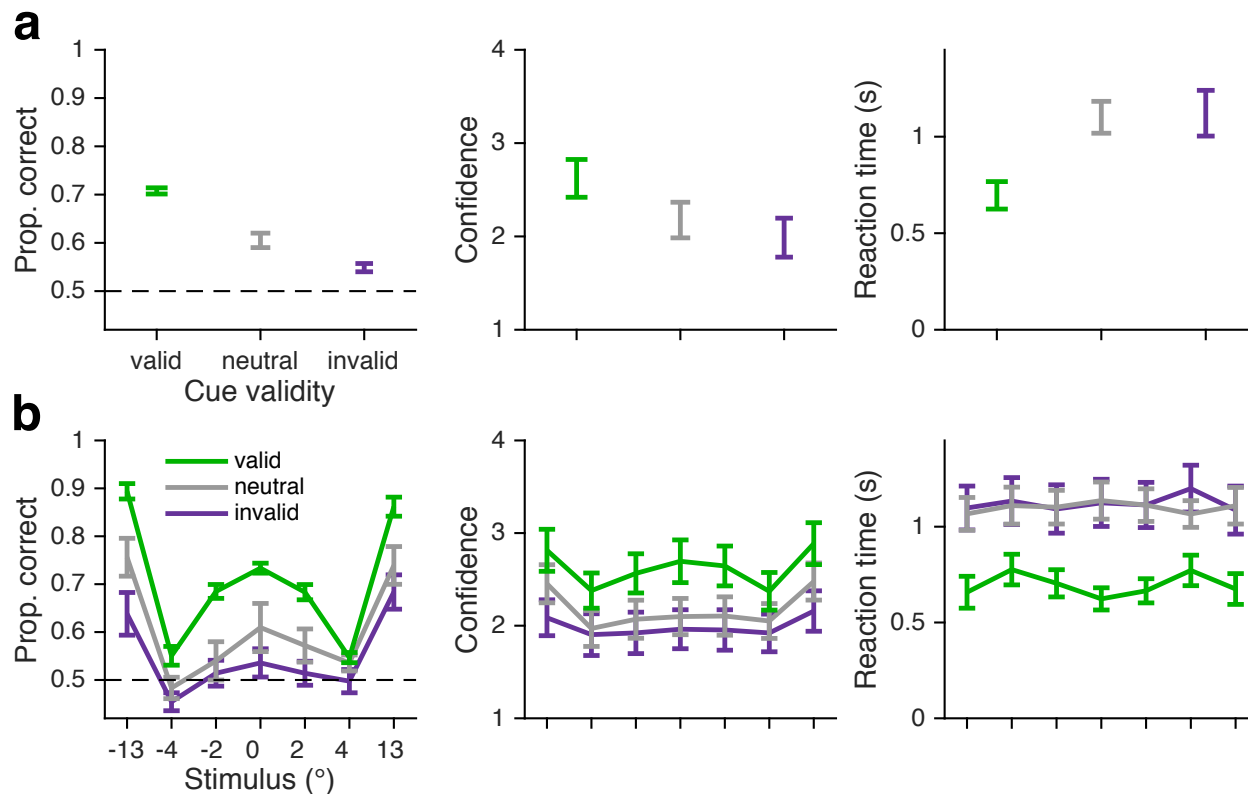 a
Prop. correct
1
0.9
0.8
0.7
0.6
0.5
valid neutral invalid
Cue validity
Confidence
4
3
2
1
Reaction time (s)
1
0.5
0
b
Prop. correct
1
0.9
0.8
0.7
0.6
0.5
valid
neutral
invalid
-13 -4 -2 0 2 4 13
Stimulus (°)
Confidence
4
3
2
1
Reaction time (s)
1
0.5
0